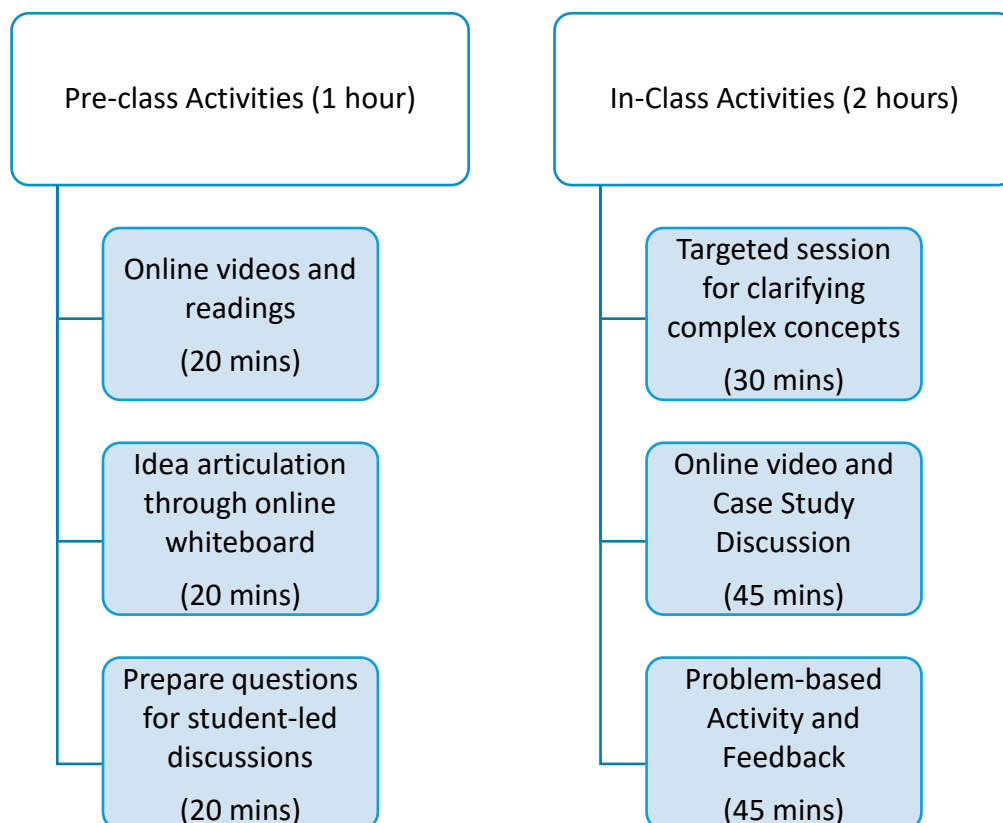 Pre-class Activities (1 hour)
Online videos and
readings
(20 mins)
Idea articulation
through online
whiteboard
(20 mins)
Prepare questions
for student-led
discussions
(20 mins)
In-Class Activities (2 hours)
Targeted session
for clarifying
complex concepts
(30 mins)
Online video and
Case Study
Discussion
(45 mins)
Problem-based
Activity and
Feedback
(45 mins)